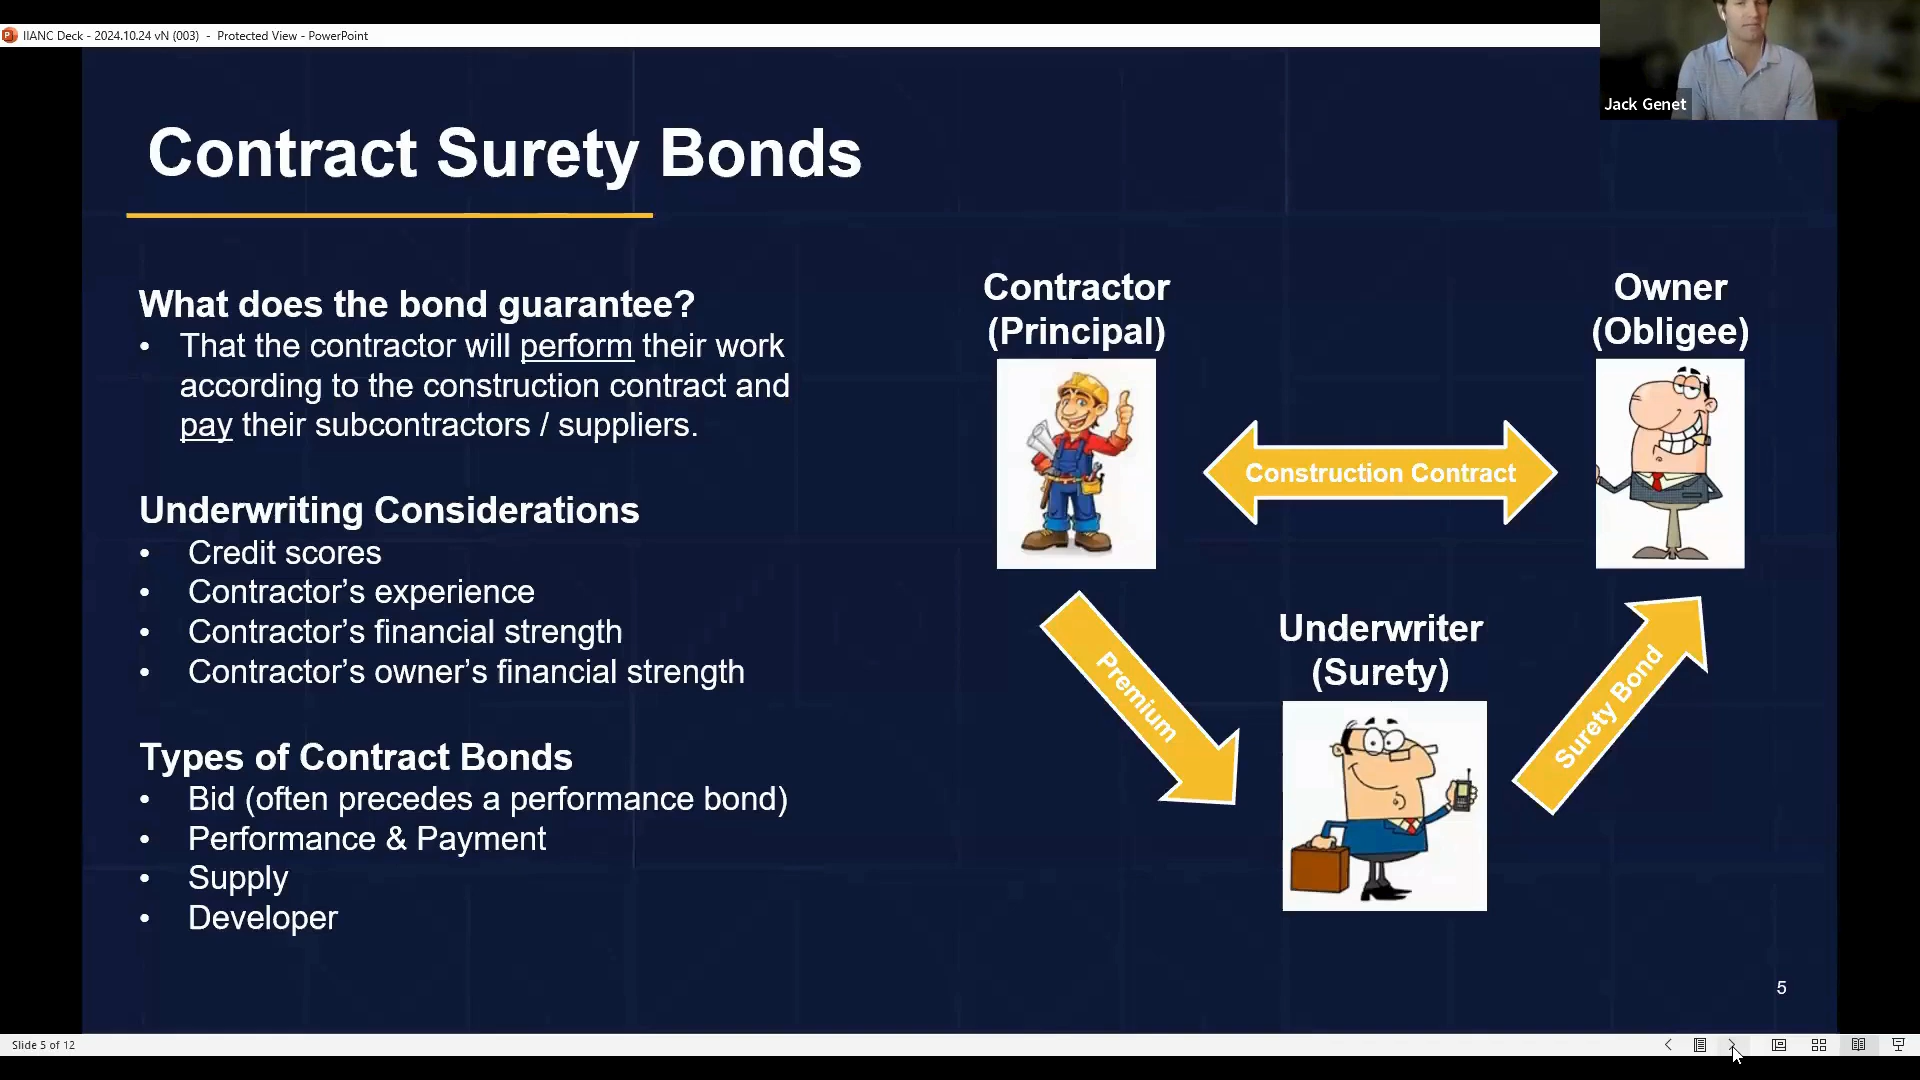 IIANC Deck - 2024.10.24 vN (003) - Protected View - PowerPoint
Jack Genet
Contract Surety Bonds
What does the bond guarantee?
• That the contractor will perform their work
according to the construction contract and
pay their subcontractors / suppliers.
Underwriting Considerations
• Credit scores
• Contractor’s experience
• Contractor’s financial strength
• Contractor’s owner’s financial strength
Types of Contract Bonds
• Bid (often precedes a performance bond)
• Performance & Payment
• Supply
• Developer
Contractor
(Principal)
Owner
(Obligee)
Construction Contract
Underwriter
(Surety)
Premium
Surety Bond
5
Slide 5 of 12